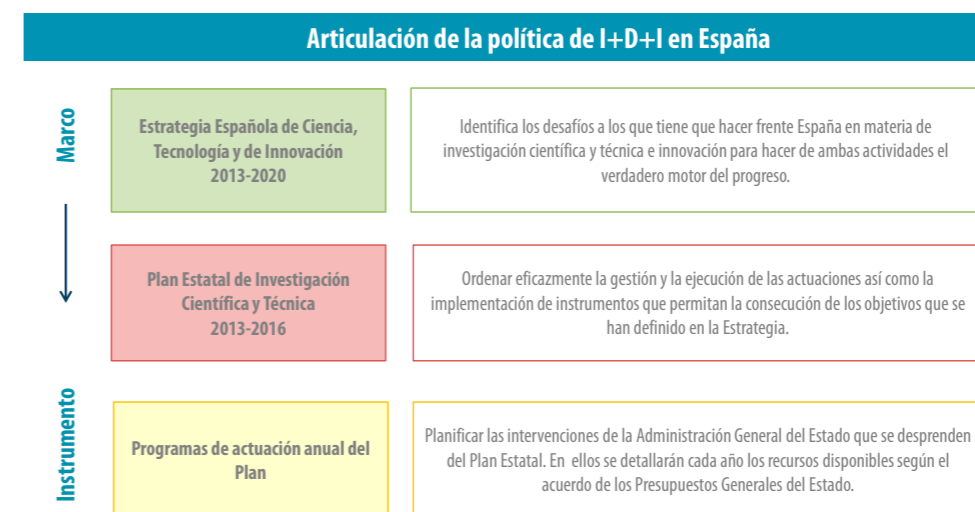 Articulación de la política de I+D+I en España
Marco
Estrategia Española de Ciencia,
Tecnología y de Innovación
2013-2020
Identifica los desafíos a los que tiene que hacer frente España en materia de
investigación científica y técnica e innovación para hacer de ambas actividades el
verdadero motor del progreso.
Plan Estatal de Investigación
Científica y Técnica
2013-2016
Ordenar eficazmente la gestión y la ejecución de las actuaciones así como la
implementación de instrumentos que permitan la consecución de los objetivos que se
han definido en la Estrategia.
Instrumento
Programas de actuación anual del
Plan
Planificar las intervenciones de la Administración General del Estado que se desprenden
del Plan Estatal. En ellos se detallarán cada año los recursos disponibles según el
acuerdo de los Presupuestos Generales del Estado.